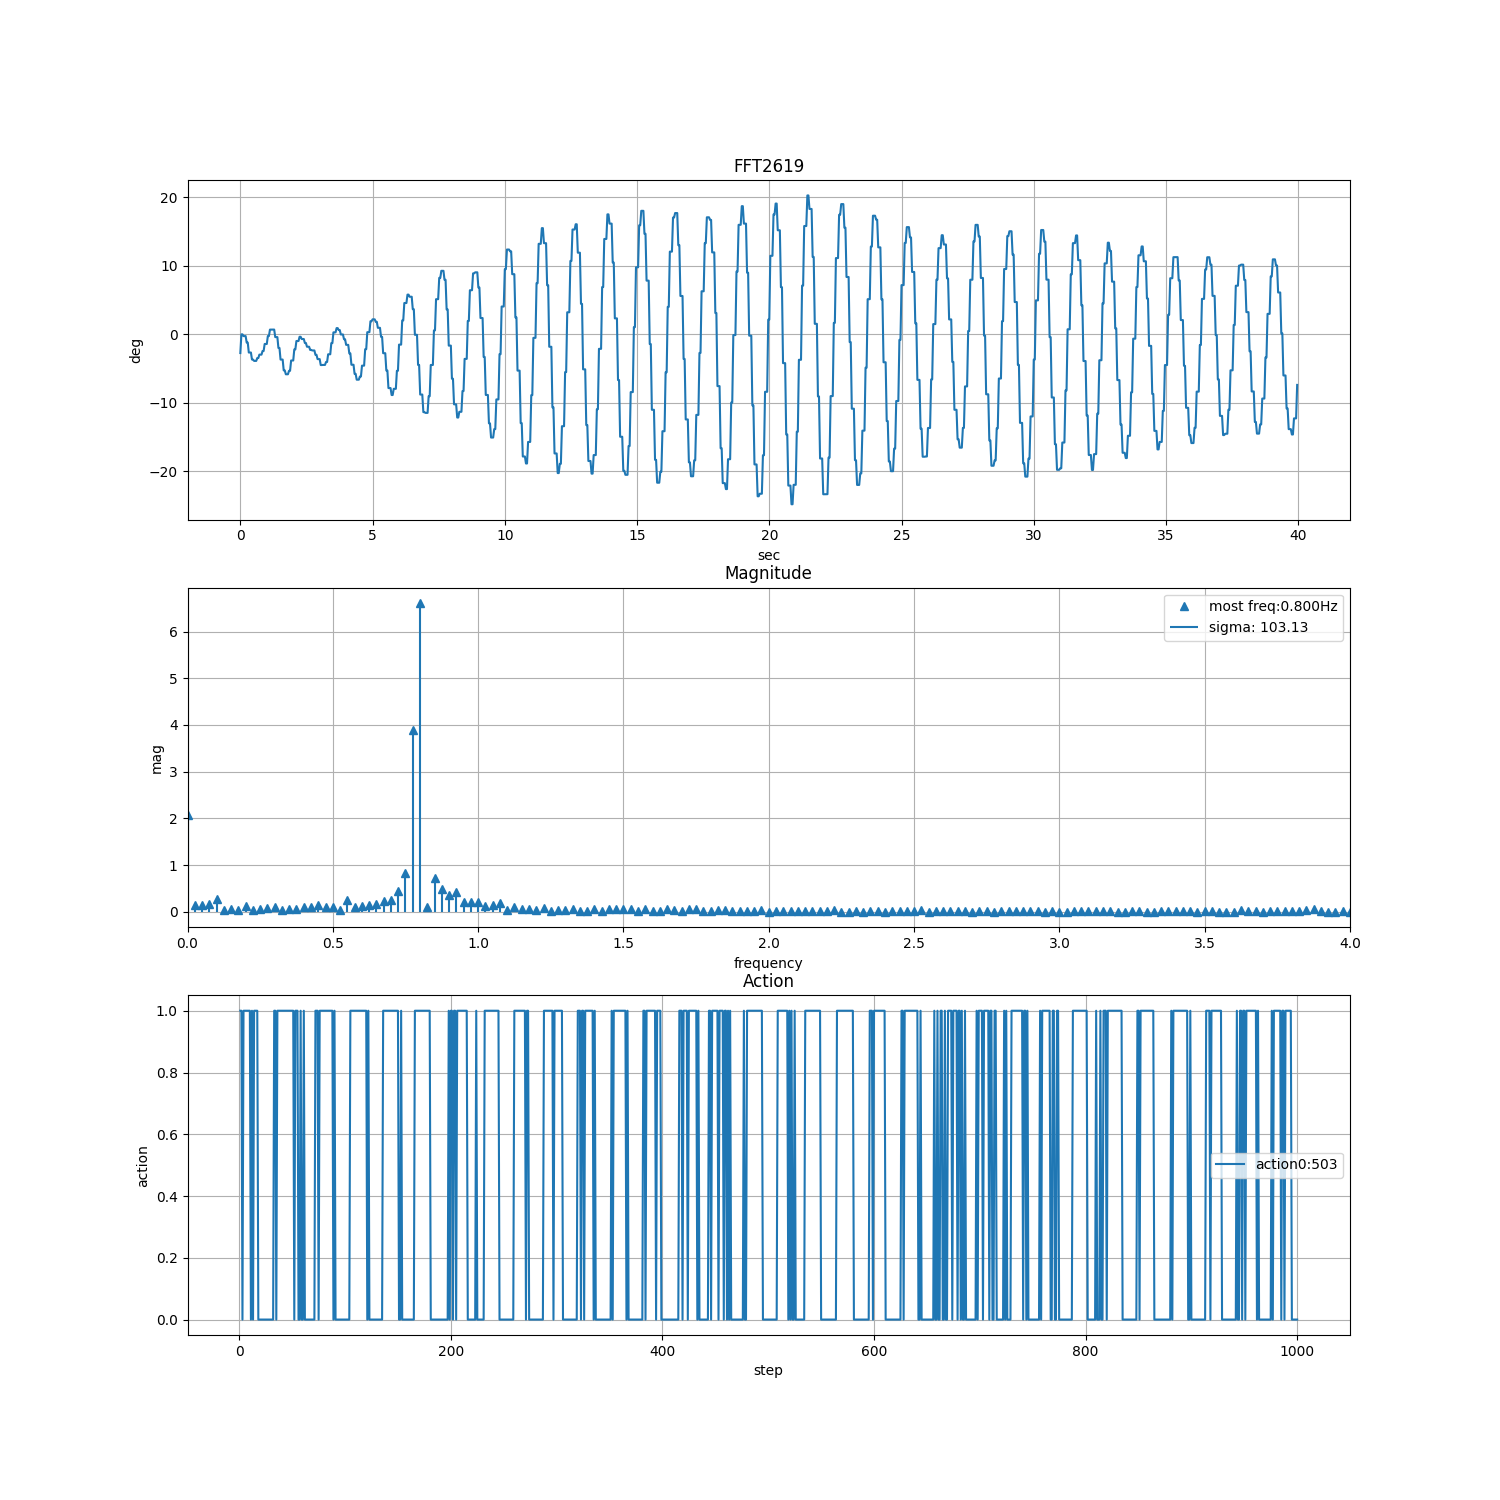 FFT2619
20
10
0
−10
−20
deg
0 5 10 15 20 25 30 35 40
sec
Magnitude
most freq:0.800Hz
sigma: 103.13
6
5
4
3
2
1
0
mag
0.0 0.5 1.0 1.5 2.0 2.5 3.0 3.5 4.0
frequency
Action
1.0
0.8
0.6
0.4
0.2
0.0
action
action0:503
0 200 400 600 800 1000
step